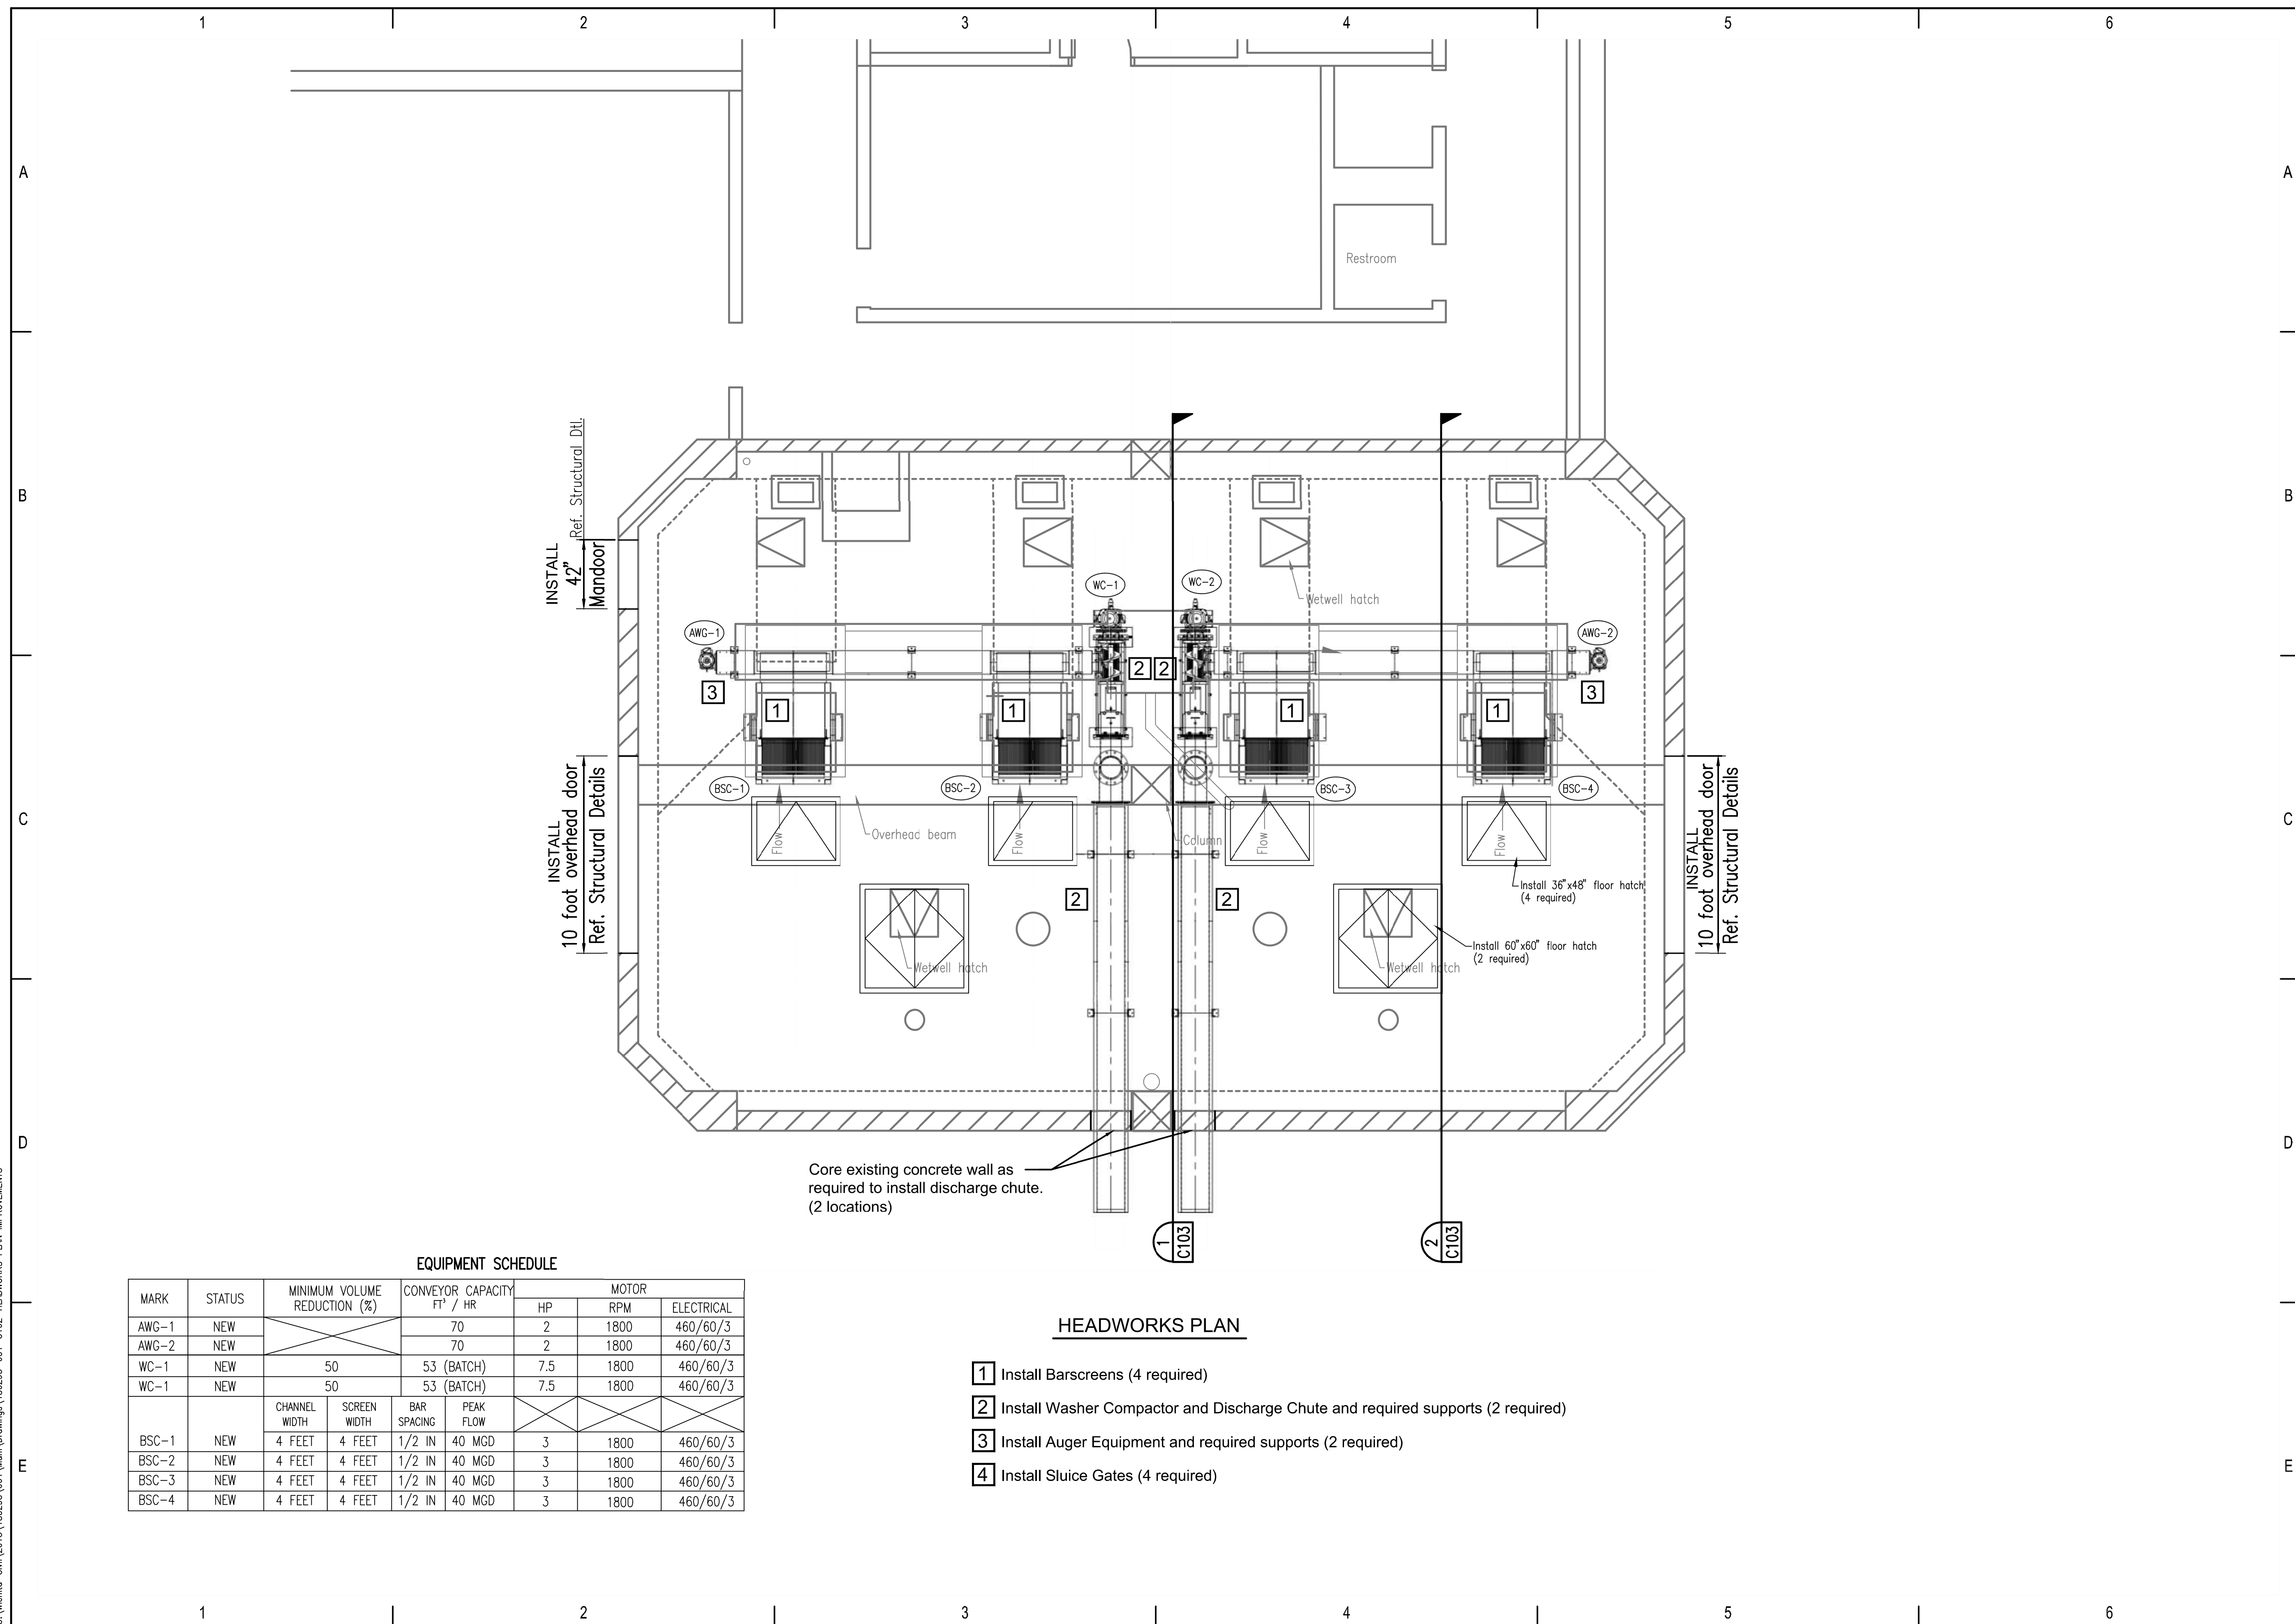 1 2 3 4 5 6
A A
Restroom
INSTALL
42"
Mandoor
Ref. Structural Dtl.
B B
WC-1 WC-2
Wetwell hatch
AWG-1 AWG-2
2 2
3 3
1 1 1 1
BSC-1 BSC-2 BSC-3 BSC-4
INSTALL
10 foot overhead door
Ref. Structural Details
INSTALL
10 foot overhead door
Ref. Structural Details
C C
Flow Flow Flow Flow
Overhead beam
Column
Install 36"x48" floor hatch
(4 required)
2 2
Install 60"x60" floor hatch
(2 required)
Wetwell hatch Wetwell hatch
D D
Core existing concrete wall as
required to install discharge chute.
(2 locations)
1 C103
2 C103
EQUIPMENT SCHEDULE
MARK STATUS MINIMUM VOLUME REDUCTION (%) CONVEYOR CAPACITY FT³ / HR MOTOR
HP RPM ELECTRICAL
AWG-1 NEW 70 2 1800 460/60/3
AWG-2 NEW 70 2 1800 460/60/3
WC-1 NEW 50 53 (BATCH) 7.5 1800 460/60/3
WC-1 NEW 50 53 (BATCH) 7.5 1800 460/60/3
CHANNEL WIDTH SCREEN WIDTH BAR SPACING PEAK FLOW
BSC-1 NEW 4 FEET 4 FEET 1/2 IN 40 MGD 3 1800 460/60/3
BSC-2 NEW 4 FEET 4 FEET 1/2 IN 40 MGD 3 1800 460/60/3
BSC-3 NEW 4 FEET 4 FEET 1/2 IN 40 MGD 3 1800 460/60/3
BSC-4 NEW 4 FEET 4 FEET 1/2 IN 40 MGD 3 1800 460/60/3
HEADWORKS PLAN
1 Install Barscreens (4 required)
2 Install Washer Compactor and Discharge Chute and required supports (2 required)
3 Install Auger Equipment and required supports (2 required)
4 Install Sluice Gates (4 required)
E E
1 2 3 4 5 6